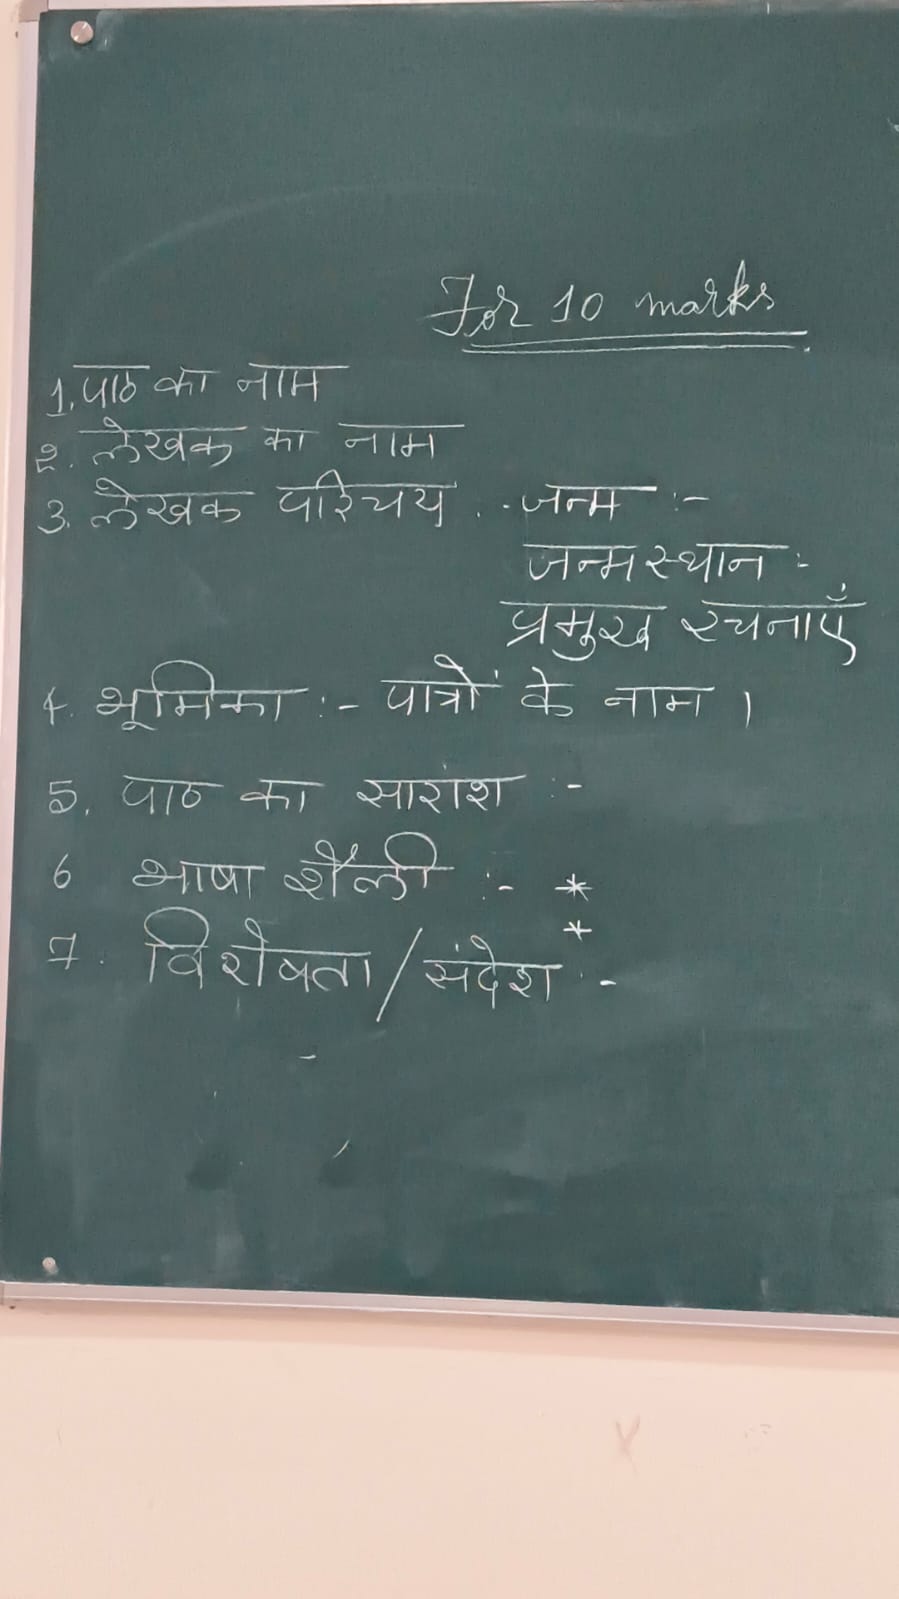 For 10 marks
1. पाठ का नाम
2. लेखक का नाम
3. लेखक परिचय .. जन्म :-
जन्म स्थान :-
प्रमुख रचनाएँ
4. भूमिका :- पात्रों के नाम ।
5. पाठ का सारांश :-
6 भाषा शैली :- *
*
7. विशेषता / संदेश :-